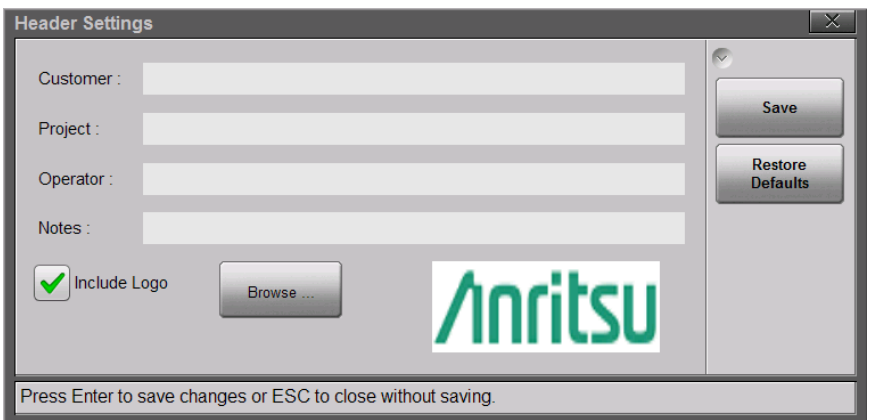 Header Settings
Customer :
Project :
Operator :
Notes :
Include Logo
Browse ...
Anritsu
Save
Restore
Defaults
Press Enter to save changes or ESC to close without saving.